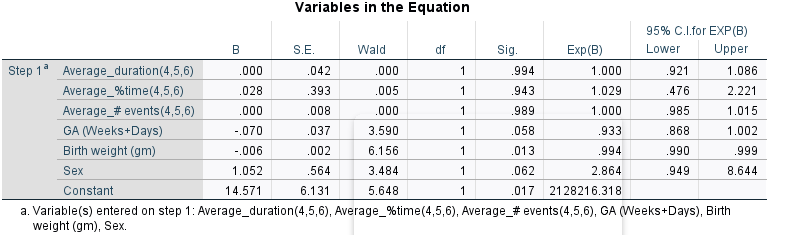 Variables in the Equation
95% C.I.for EXP(B)
B S.E. Wald df Sig. Exp(B) Lower Upper
Step 1a Average_duration(4,5,6) .000 .042 .000 1 .994 1.000 .921 1.086
Average_%time(4,5,6) .028 .393 .005 1 .943 1.029 .476 2.221
Average_# events(4,5,6) .000 .008 .000 1 .989 1.000 .985 1.015
GA (Weeks+Days) -.070 .037 3.590 1 .058 .933 .868 1.002
Birth weight (gm) -.006 .002 6.156 1 .013 .994 .990 .999
Sex 1.052 .564 3.484 1 .062 2.864 .949 8.644
Constant 14.571 6.131 5.648 1 .017 2128216.318
a. Variable(s) entered on step 1: Average_duration(4,5,6), Average_%time(4,5,6), Average_# events(4,5,6), GA (Weeks+Days), Birth
weight (gm), Sex.